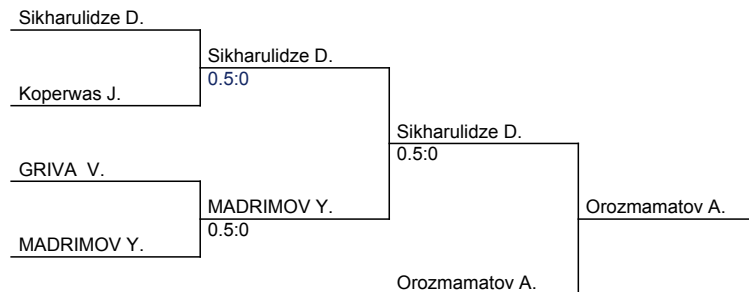 Sikharulidze D.
Sikharulidze D.
0.5:0
Koperwas J.
Sikharulidze D.
0.5:0
GRIVA  V.
MADRIMOV Y.
Orozmamatov A.
0.5:0
MADRIMOV Y.
Orozmamatov A.